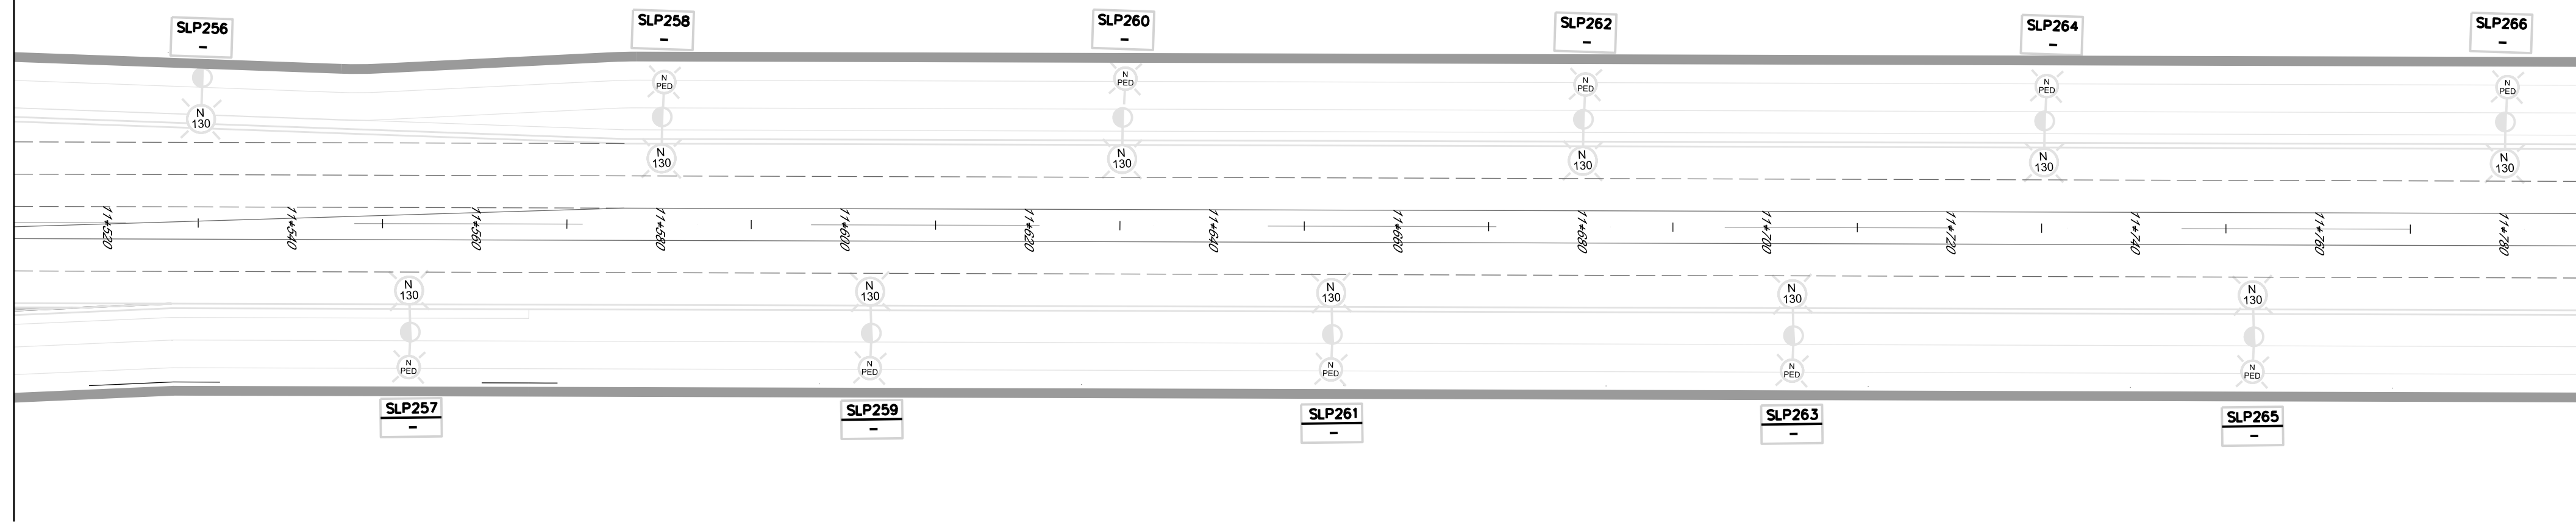 SLP256
-
SLP258
-
SLP260
-
SLP262
-
SLP264
-
SLP266
-
N
PED
N
PED
N
PED
N
PED
N
PED
N
130
N
130
N
130
N
130
N
130
N
130
11+520
11+540
11+560
11+580
11+600
11+620
11+640
11+660
11+680
11+700
11+720
11+740
11+760
11+780
N
130
N
130
N
130
N
130
N
130
N
PED
N
PED
N
PED
N
PED
N
PED
SLP257
-
SLP259
-
SLP261
-
SLP263
-
SLP265
-